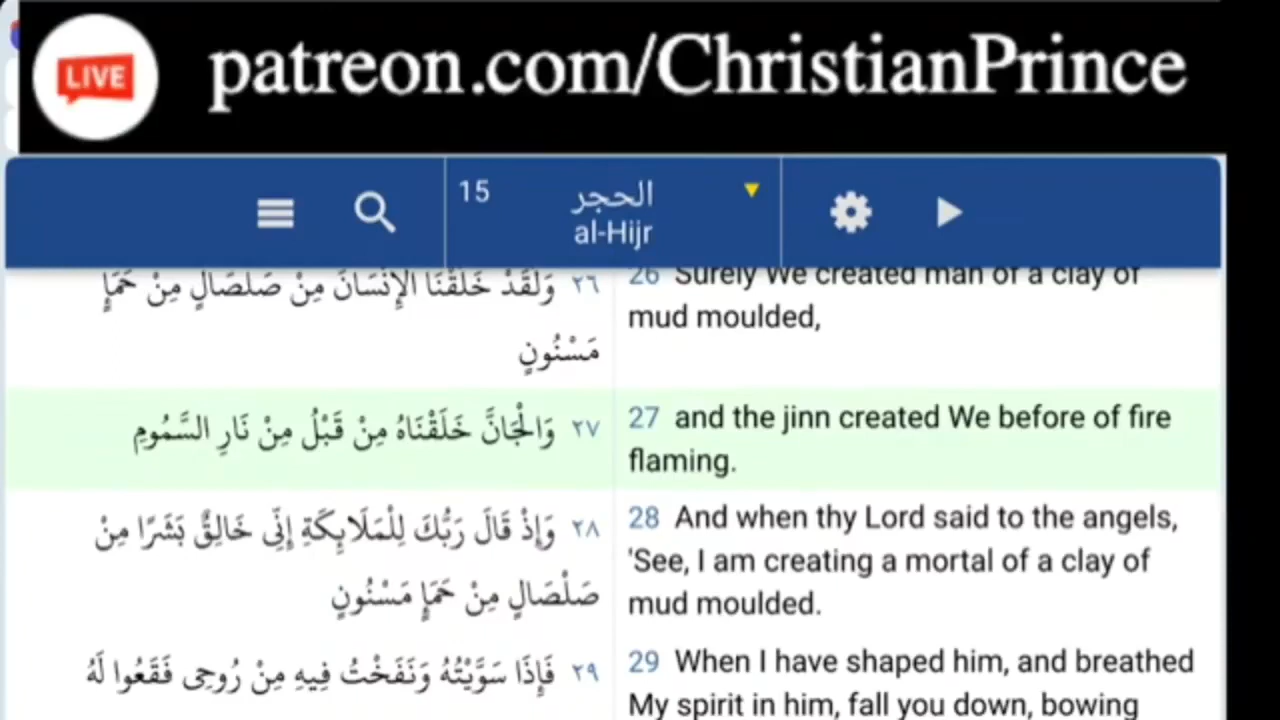 LIVE
patreon.com/ChristianPrince
15
الحجر
al-Hijr
٢٦ وَلَقَدْ خَلَقْنَا الْإِنْسَانَ مِنْ صَلْصَالٍ مِنْ حَمَإٍ
مَسْنُونٍ
26 Surely We created man of a clay of
mud moulded,
٢٧ وَالْجَانَّ خَلَقْنَاهُ مِنْ قَبْلُ مِنْ نَارِ السَّمُومِ
27 and the jinn created We before of fire
flaming.
٢٨ وَإِذْ قَالَ رَبُّكَ لِلْمَلَائِكَةِ إِنِّى خَالِقٌ بَشَرًا مِنْ
صَلْصَالٍ مِنْ حَمَإٍ مَسْنُونٍ
28 And when thy Lord said to the angels,
'See, I am creating a mortal of a clay of
mud moulded.
٢٩ فَإِذَا سَوَّيْتُهُ وَنَفَخْتُ فِيهِ مِنْ رُوحِى فَقَعُوا لَهُ
29 When I have shaped him, and breathed
My spirit in him, fall you down, bowing